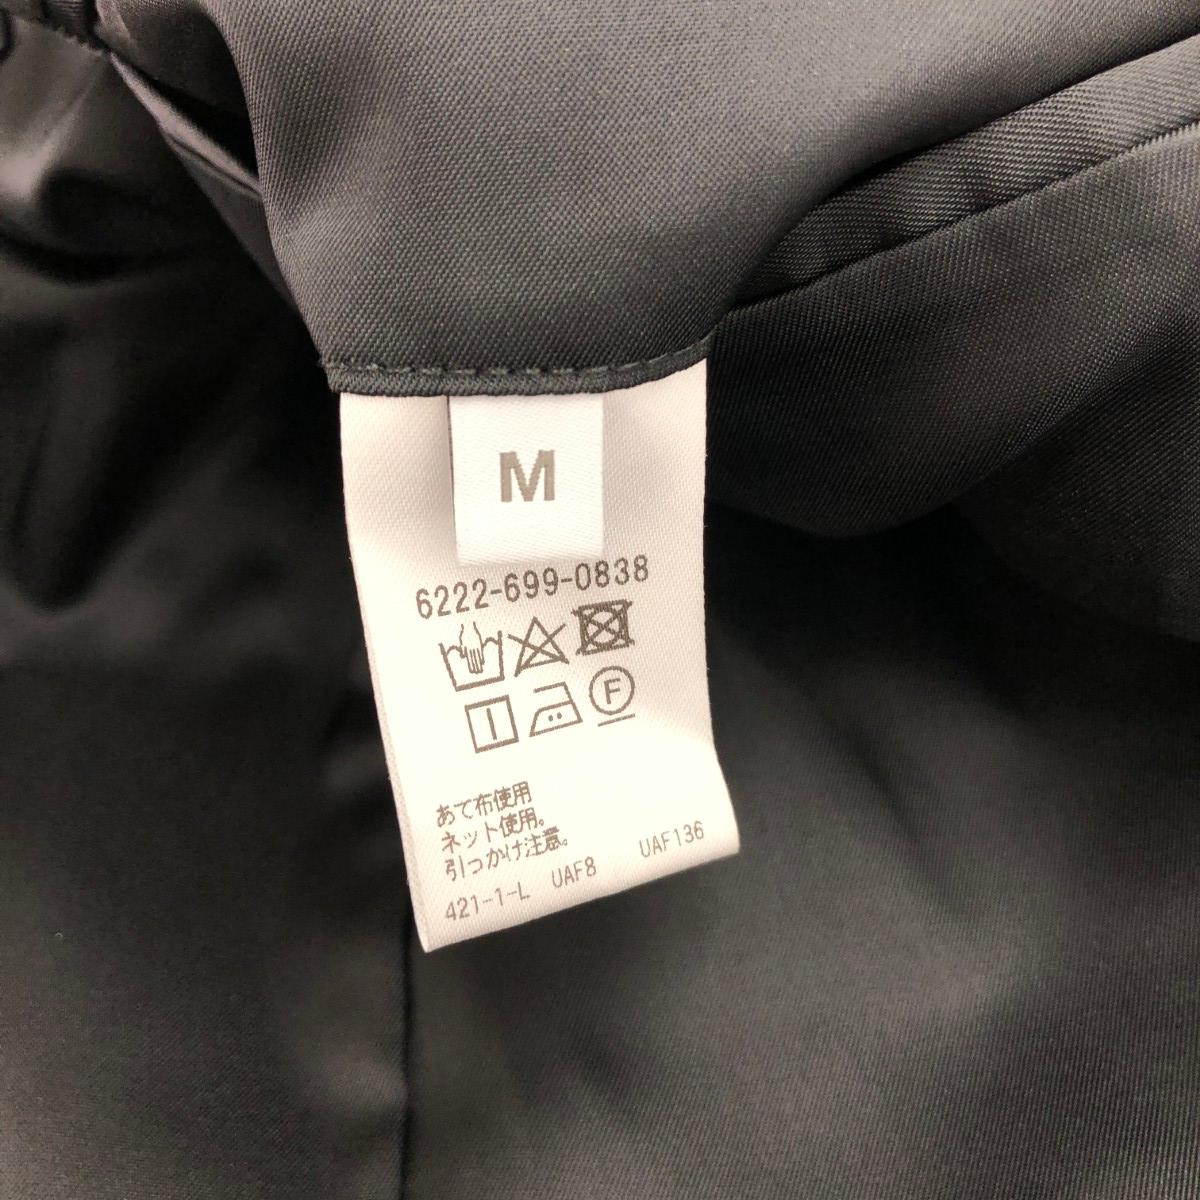 M
6222-699-0838
F
あて布使用
ネット使用。
引っかけ注意。
421-1-L UAF8 UAF136